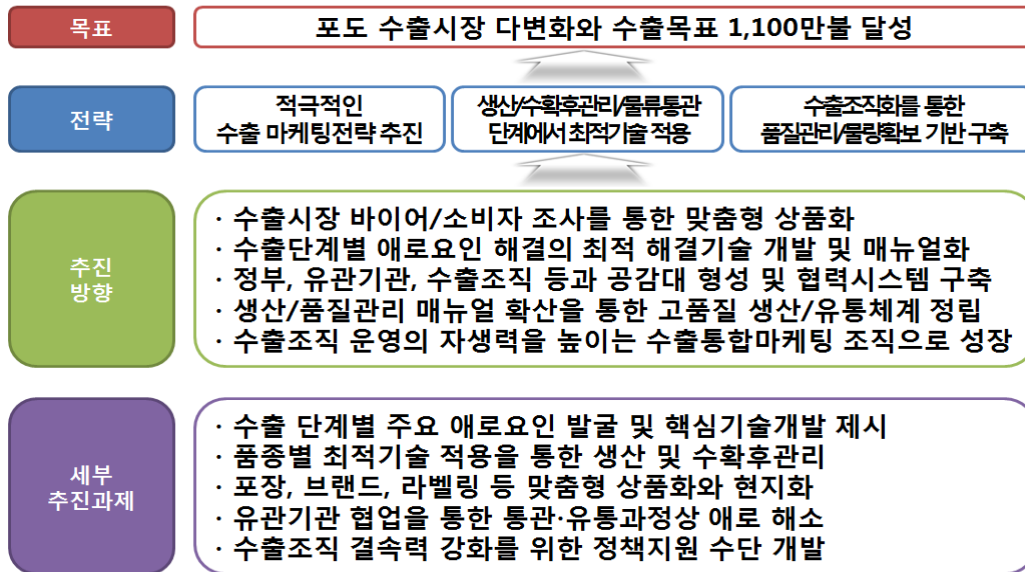 목표
포도 수출시장 다변화와 수출목표 1,100만불 달성
전략
적극적인
수출 마케팅전략 추진
생산/수확후관리/물류통관
단계에서 최적기술 적용
수출조직화를 통한
품질관리/물량확보 기반 구축
추진
방향
· 수출시장 바이어/소비자 조사를 통한 맞춤형 상품화
· 수출단계별 애로요인 해결의 최적 해결기술 개발 및 매뉴얼화
· 정부, 유관기관, 수출조직 등과 공감대 형성 및 협력시스템 구축
· 생산/품질관리 매뉴얼 확산을 통한 고품질 생산/유통체계 정립
· 수출조직 운영의 자생력을 높이는 수출통합마케팅 조직으로 성장
세부
추진과제
· 수출 단계별 주요 애로요인 발굴 및 핵심기술개발 제시
· 품종별 최적기술 적용을 통한 생산 및 수확후관리
· 포장, 브랜드, 라벨링 등 맞춤형 상품화와 현지화
· 유관기관 협업을 통한 통관·유통과정상 애로 해소
· 수출조직 결속력 강화를 위한 정책지원 수단 개발